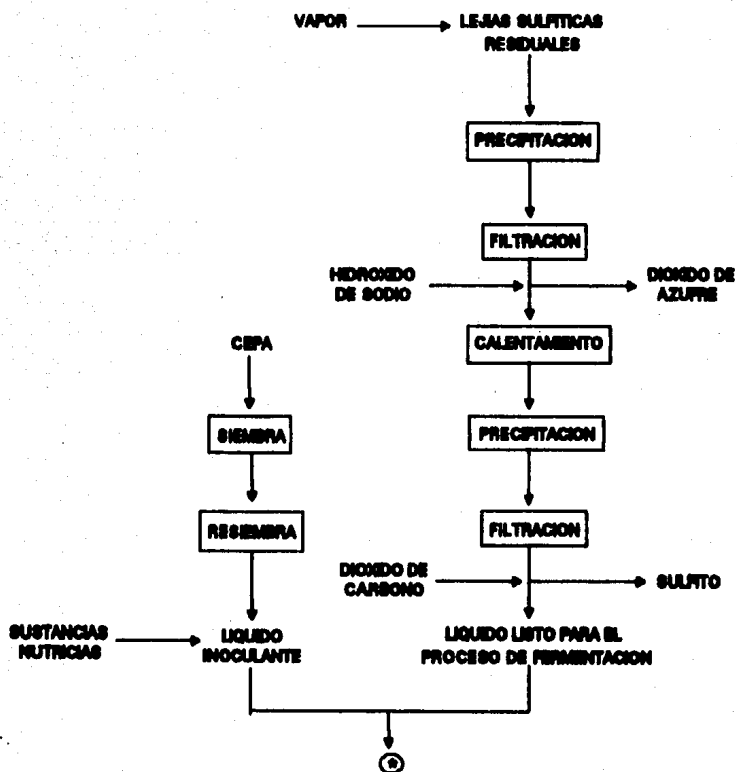 VAPOR
LEJIAS SULFITICAS
RESIDUALES
PRECIPITACION
FILTRACION
HIDROXIDO
DE SODIO
DIOXIDO DE
AZUFRE
CEPA
CALENTAMIENTO
SIEMBRA
PRECIPITACION
RESIEMBRA
FILTRACION
DIOXIDO DE
CARBONO
SULFITO
SUSTANCIAS
NUTRICIAS
LIQUIDO
INOCULANTE
LIQUIDO LISTO PARA EL
PROCESO DE FERMENTACION
*